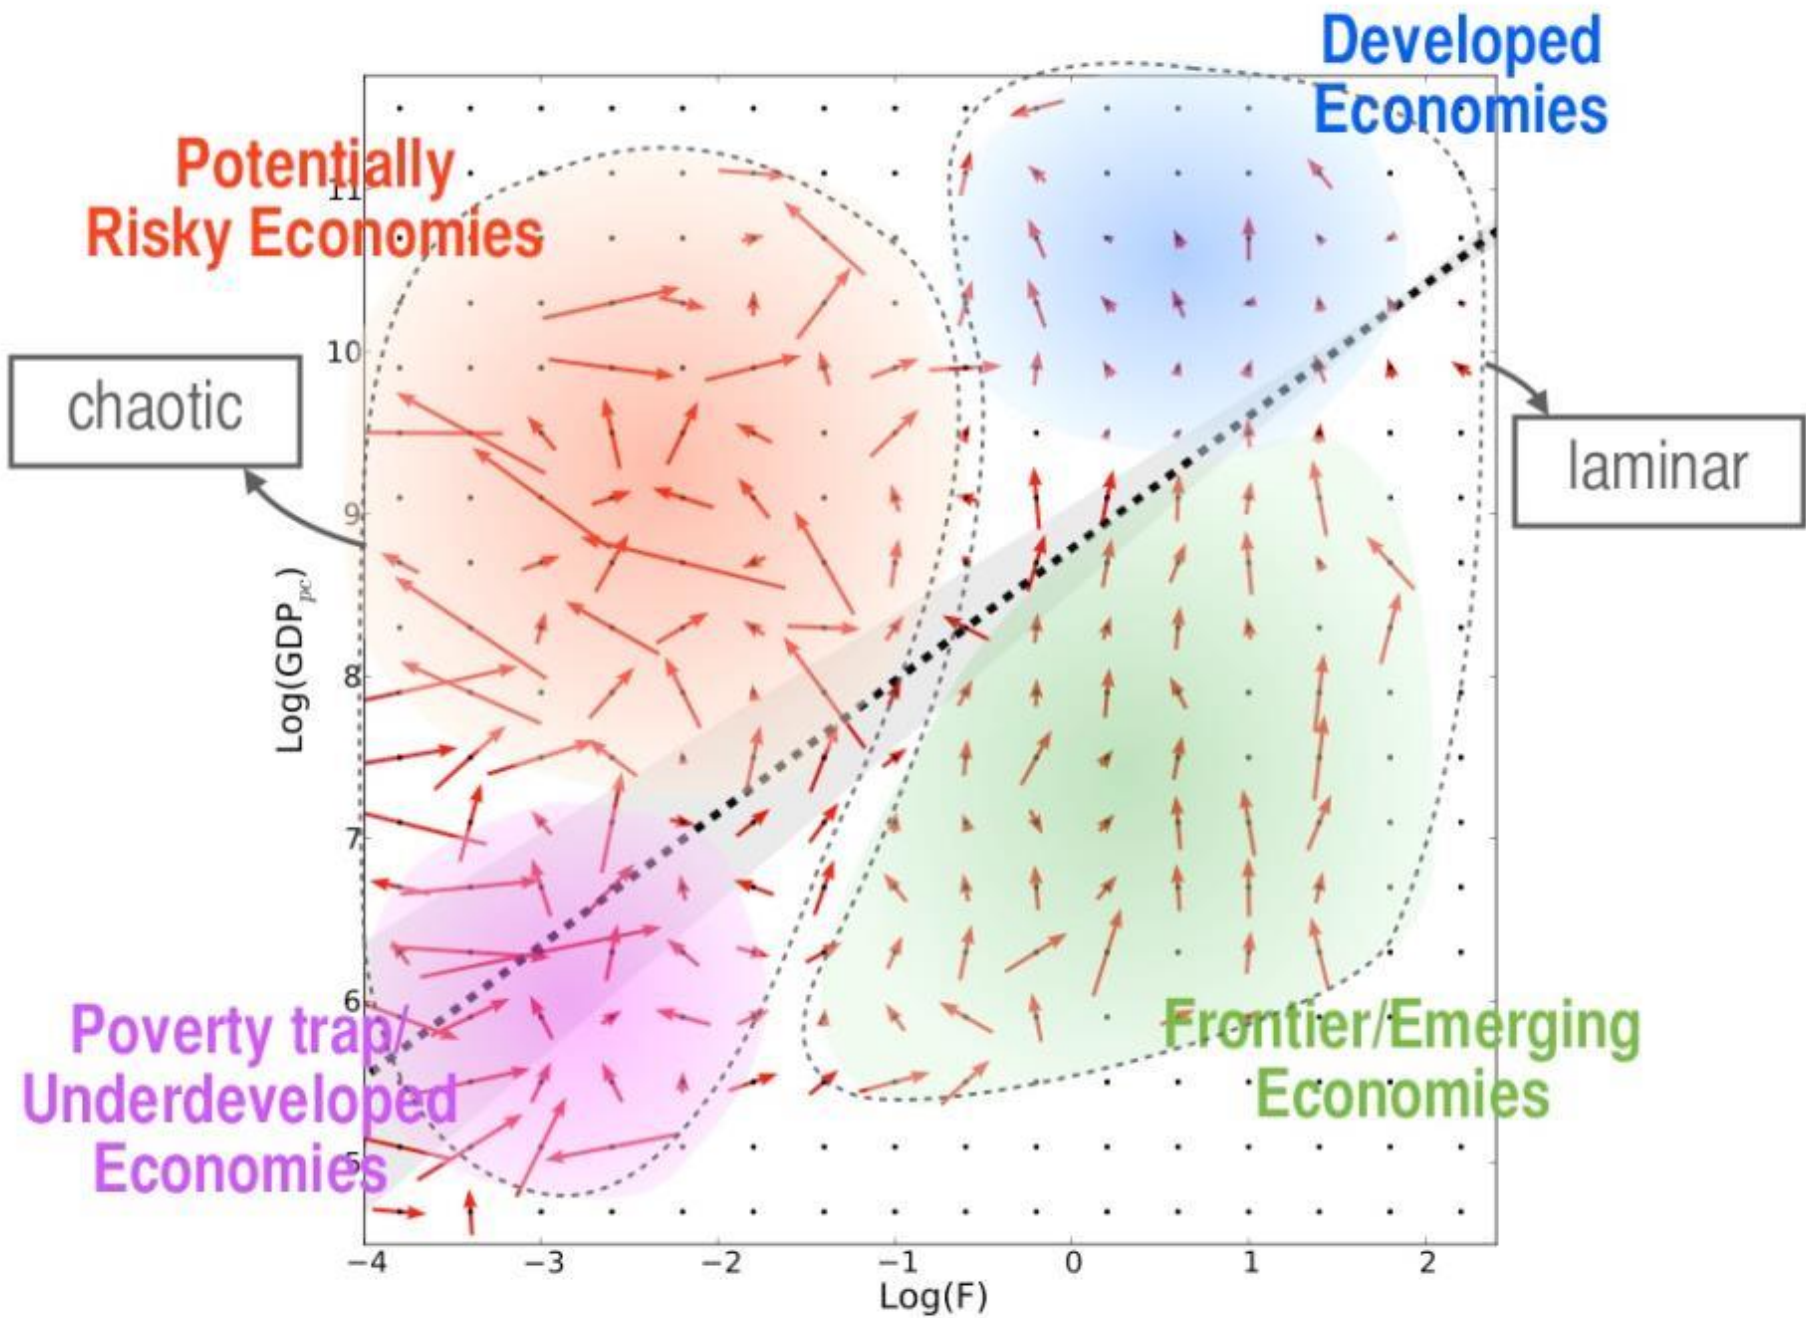 Developed
Economies
Potentially
Risky Economies
11
10
chaotic
laminar
9
Log(GDPpc)
8
7
6
Poverty trap/
Underdeveloped
Economies
Frontier/Emerging
Economies
5
−4 −3 −2 −1 0 1 2
Log(F)